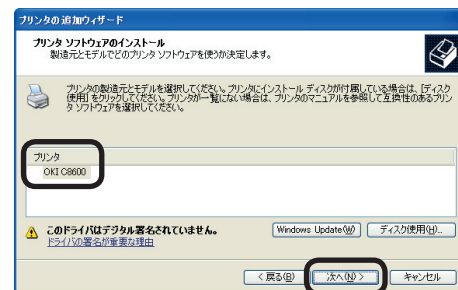 プリンタの追加ウィザード
プリンタ ソフトウェアのインストール
製造元とモデルでどのプリンタ ソフトウェアを使うか決定します。
プリンタの製造元とモデルを選択してください。プリンタにインストール ディスクが付属している場合は、[ディスク
使用] をクリックしてください。プリンタが一覧にない場合は、プリンタのマニュアルを参照して互換性のあるプリン
タ ソフトウェアを選択してください。
プリンタ
OKI C8600
このドライバはデジタル署名されていません。
ドライバの署名が重要な理由
Windows Update(W)
ディスク使用(H)...
< 戻る(B)
次へ(N) >
キャンセル